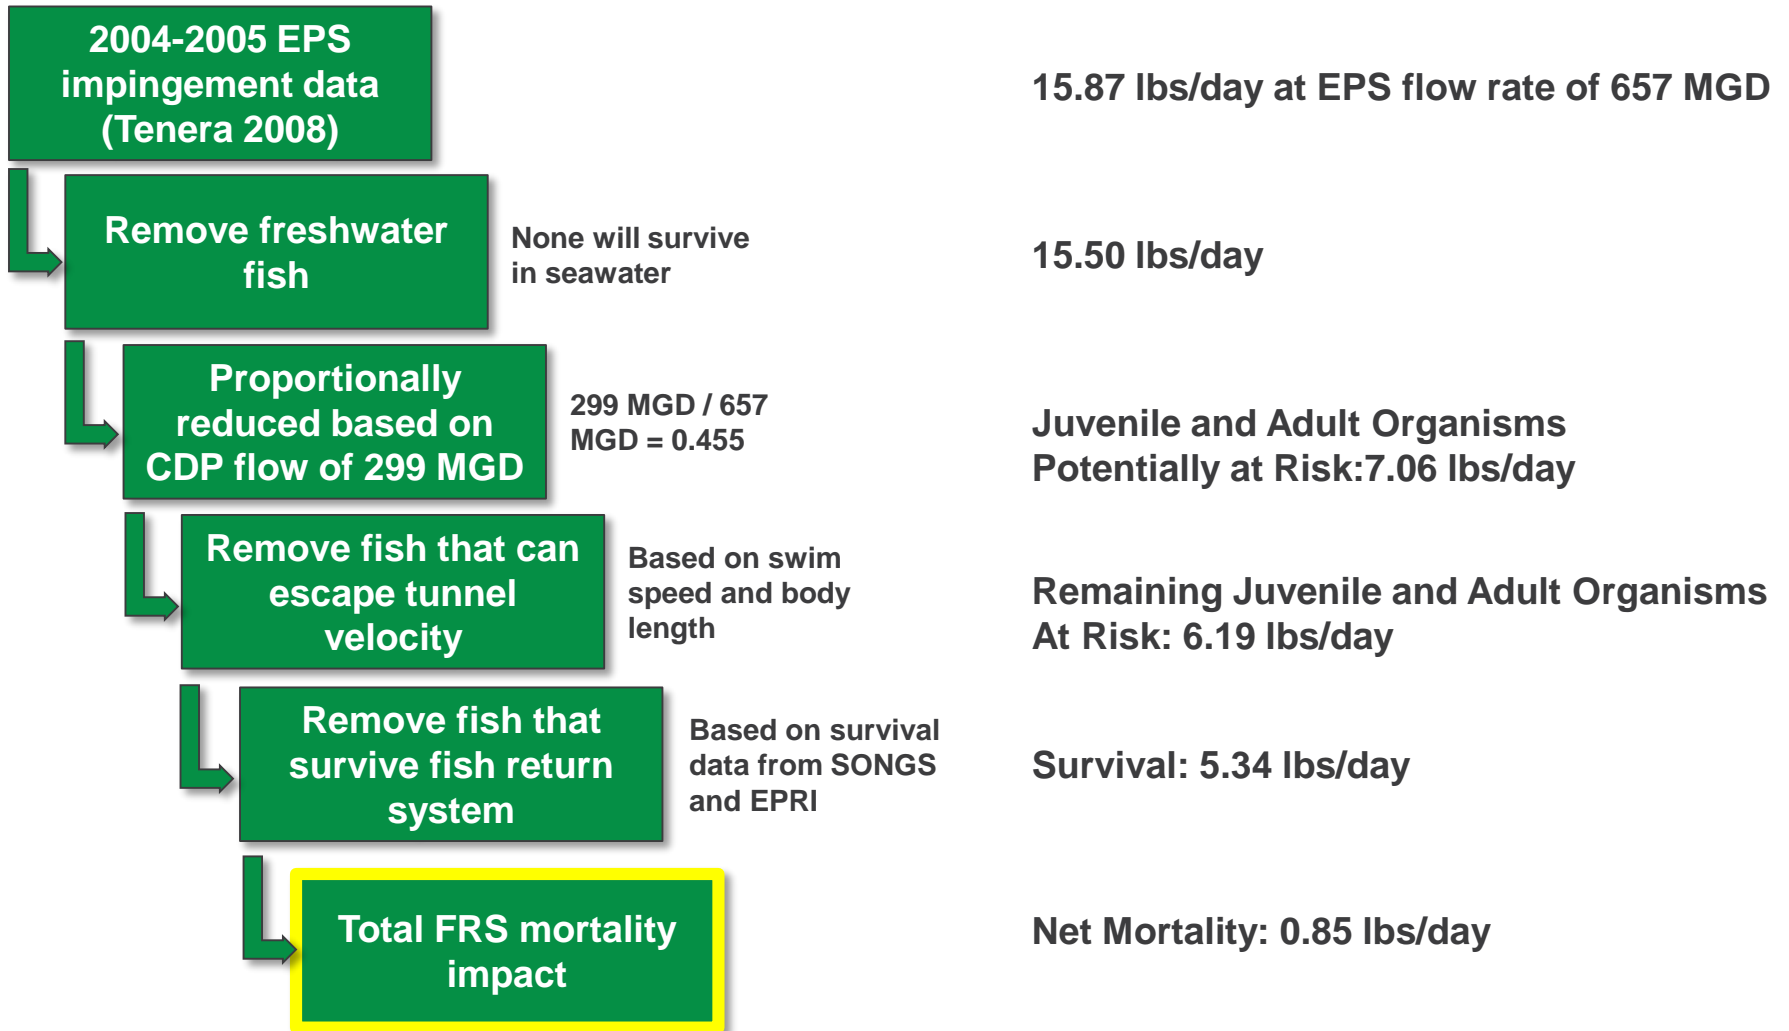 2004-2005 EPS
impingement data
(Tenera 2008)
15.87 lbs/day at EPS flow rate of 657 MGD
Remove freshwater
fish
None will survive
in seawater
15.50 lbs/day
Proportionally
reduced based on
CDP flow of 299 MGD
299 MGD / 657
MGD = 0.455
Juvenile and Adult Organisms
Potentially at Risk:7.06 lbs/day
Remove fish that can
escape tunnel
velocity
Based on swim
speed and body
length
Remaining Juvenile and Adult Organisms
At Risk: 6.19 lbs/day
Remove fish that
survive fish return
system
Based on survival
data from SONGS
and EPRI
Survival: 5.34 lbs/day
Total FRS mortality
impact
Net Mortality: 0.85 lbs/day